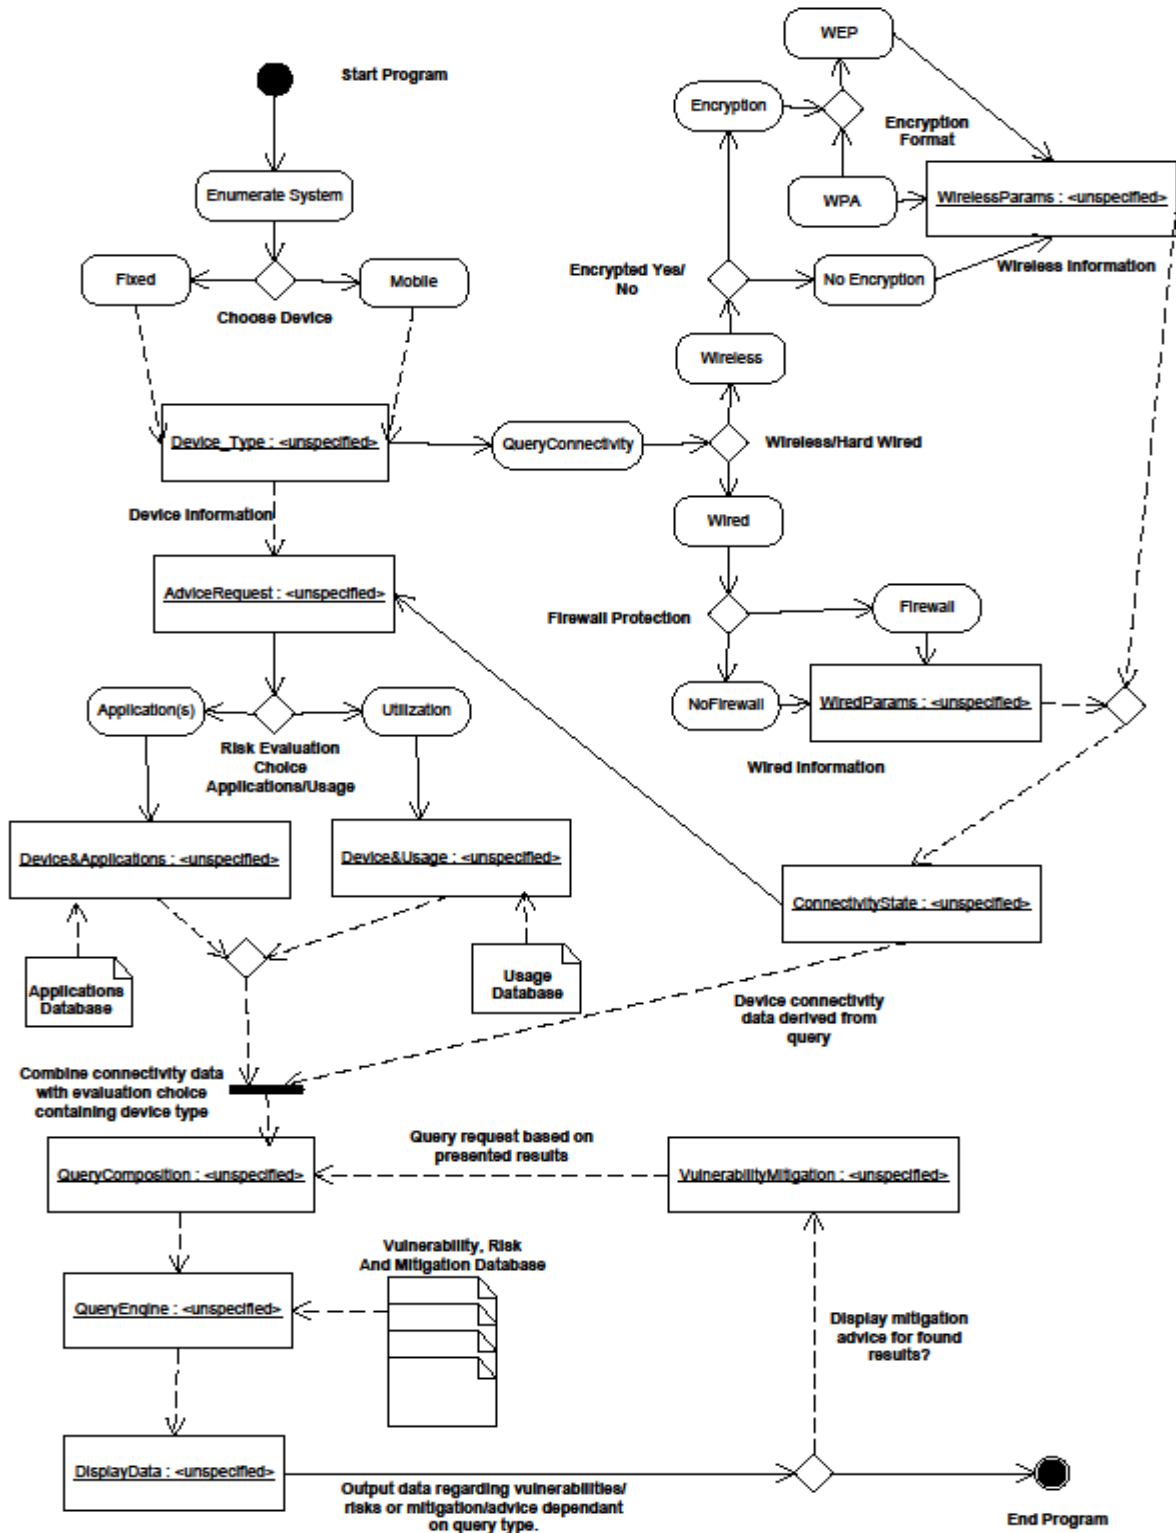 WEP
Start Program
Encryption
Encryption
Format
Enumerate System
WPA
WirelessParams : <unspecified>
Fixed
Mobile
Encrypted Yes/
No
No Encryption
Wireless Information
Choose Device
Wireless
Device_Type : <unspecified>
QueryConnectivity
Wireless/Hard Wired
Device Information
Wired
AdviceRequest : <unspecified>
Firewall Protection
Firewall
Application(s)
Utilization
NoFirewall
WiredParams : <unspecified>
Risk Evaluation
Choice
Applications/Usage
Wired Information
Device&Applications : <unspecified>
Device&Usage : <unspecified>
ConnectivityState : <unspecified>
Applications
Database
Usage
Database
Device connectivity
data derived from
query
Combine connectivity data
with evaluation choice
containing device type
Query request based on
presented results
QueryComposition : <unspecified>
VulnerabilityMitigation : <unspecified>
Vulnerability, Risk
And Mitigation Database
QueryEngine : <unspecified>
Display mitigation
advice for found
results?
DisplayData : <unspecified>
Output data regarding vulnerabilities/
risks or mitigation/advice dependant
on query type.
End Program